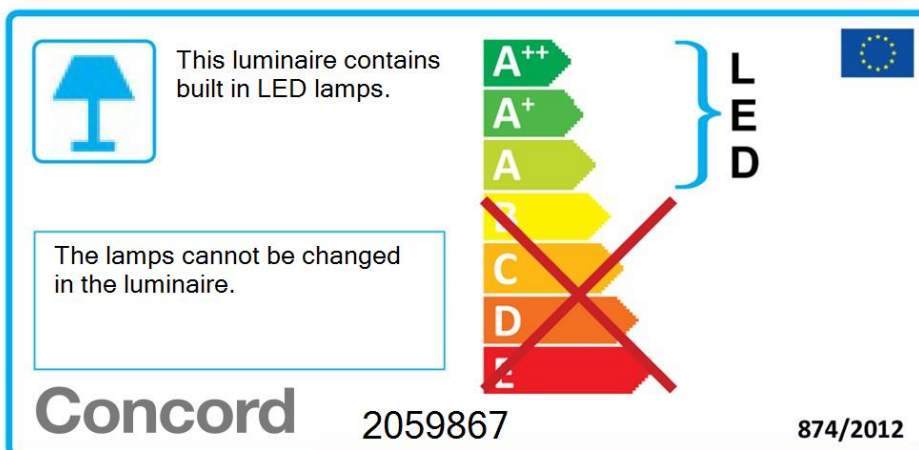 This luminaire contains
built in LED lamps.
A++
A+
A
B
C
D
E
L
E
D
The lamps cannot be changed
in the luminaire.
Concord
2059867
874/2012